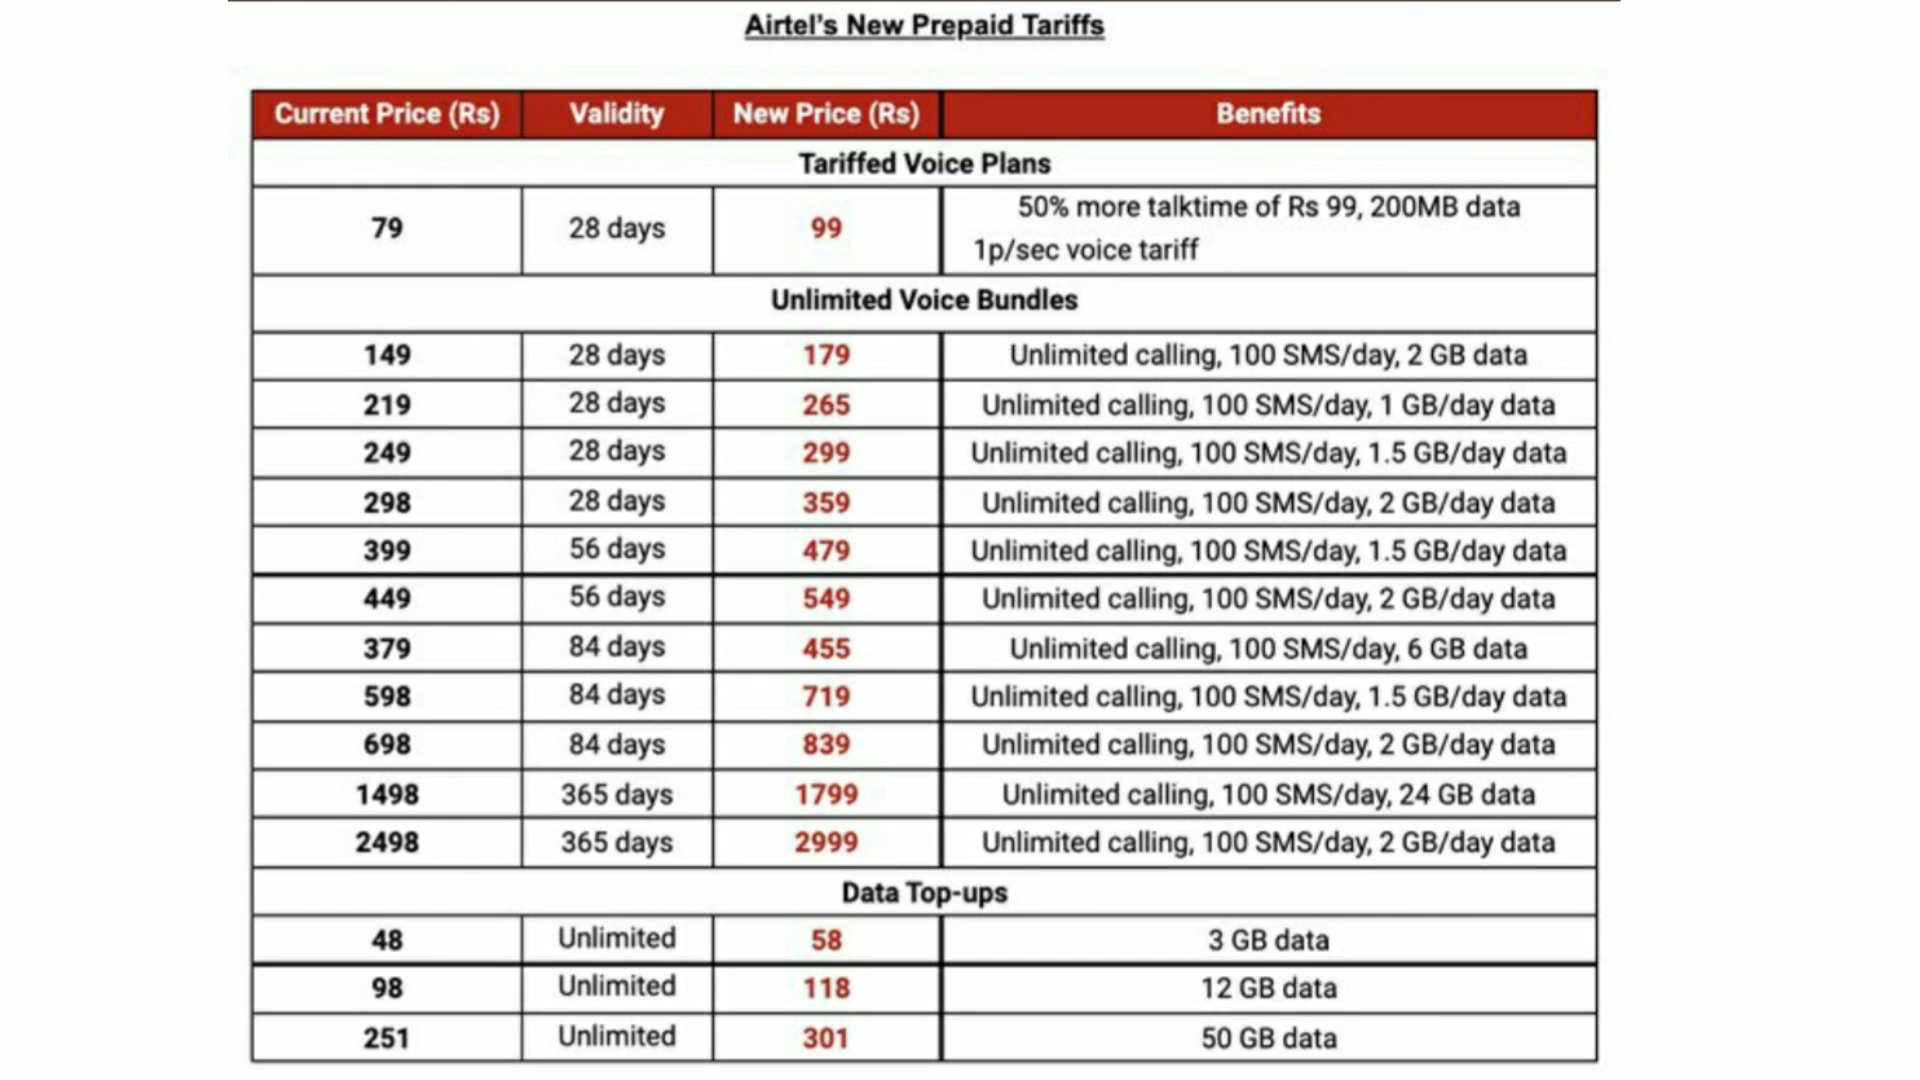 Airtel's New Prepaid Tariffs
Current Price (Rs) Validity New Price (Rs) Benefits
Tariffed Voice Plans
79 28 days 99 50% more talktime of Rs 99, 200MB data
1p/sec voice tariff
Unlimited Voice Bundles
149 28 days 179 Unlimited calling, 100 SMS/day, 2 GB data
219 28 days 265 Unlimited calling, 100 SMS/day, 1 GB/day data
249 28 days 299 Unlimited calling, 100 SMS/day, 1.5 GB/day data
298 28 days 359 Unlimited calling, 100 SMS/day, 2 GB/day data
399 56 days 479 Unlimited calling, 100 SMS/day, 1.5 GB/day data
449 56 days 549 Unlimited calling, 100 SMS/day, 2 GB/day data
379 84 days 455 Unlimited calling, 100 SMS/day, 6 GB data
598 84 days 719 Unlimited calling, 100 SMS/day, 1.5 GB/day data
698 84 days 839 Unlimited calling, 100 SMS/day, 2 GB/day data
1498 365 days 1799 Unlimited calling, 100 SMS/day, 24 GB data
2498 365 days 2999 Unlimited calling, 100 SMS/day, 2 GB/day data
Data Top-ups
48 Unlimited 58 3 GB data
98 Unlimited 118 12 GB data
251 Unlimited 301 50 GB data